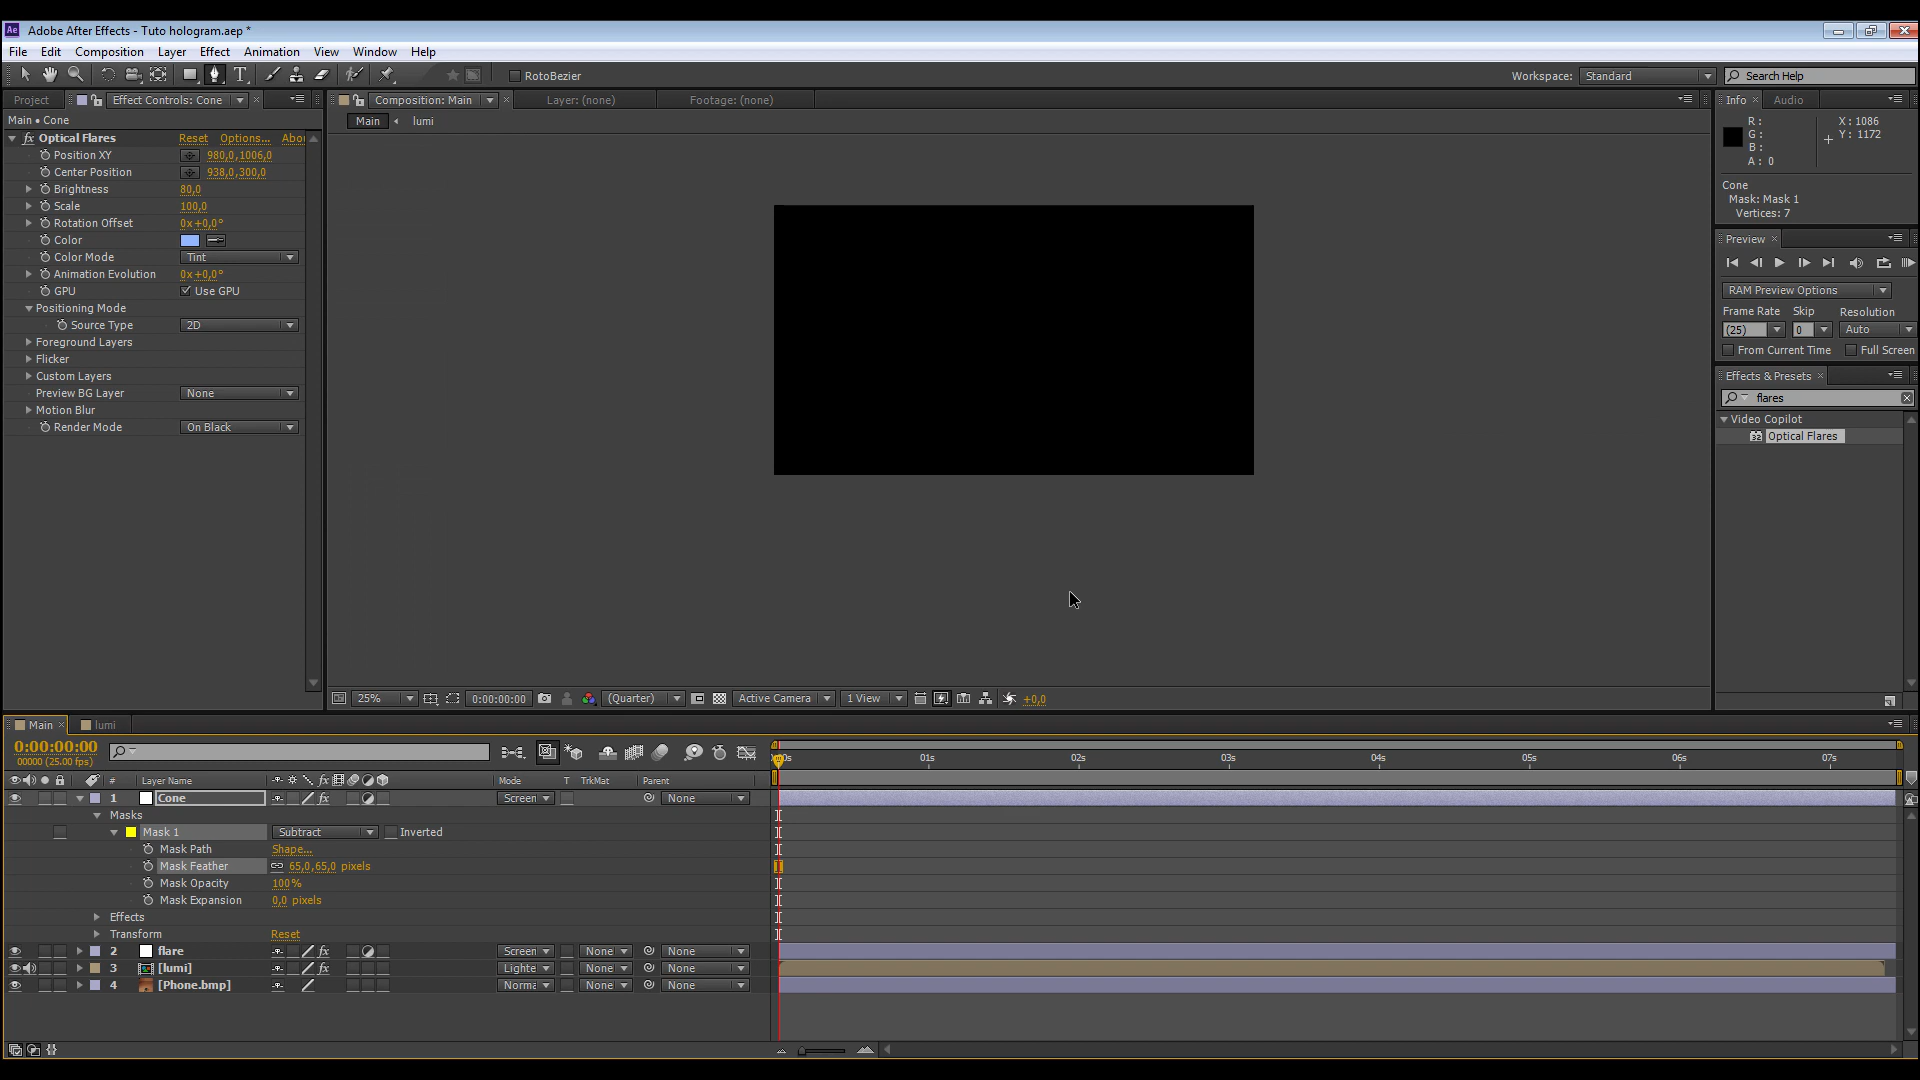 Ae Adobe After Effects - Tuto hologram.aep *
File Edit Composition Layer Effect Animation View Window Help
T RotoBezier Workspace: Standard Search Help
Project Effect Controls: Cone Composition: Main Layer: (none) Footage: (none) Info Audio
Main • Cone
Main lumi
R: X: 1086
G: Y: 1172
B:
A: 0
fx Optical Flares Reset Options... Abou
Position XY 980,0,1006,0
Center Position 938,0,300,0
Brightness 80,0
Scale 100,0
Rotation Offset 0x+0,0°
Color
Color Mode Tint
Animation Evolution 0x+0,0°
GPU Use GPU
Positioning Mode
Source Type 2D
Foreground Layers
Flicker
Custom Layers
Preview BG Layer None
Motion Blur
Render Mode On Black
Cone
Mask: Mask 1
Vertices: 7
Preview
RAM Preview Options
Frame Rate Skip Resolution
(25) 0 Auto
From Current Time Full Screen
Effects & Presets
flares
Video Copilot
32 Optical Flares
25% 0:00:00:00 (Quarter) Active Camera 1 View +0,0
Main lumi
0:00:00:00
00000 (25.00 fps)
01s 02s 03s 04s 05s 06s 07s
# Layer Name fx Mode T TrkMat Parent
1 Cone fx Screen None
Masks
Mask 1 Subtract Inverted
Mask Path Shape...
Mask Feather 65,0,65,0 pixels
Mask Opacity 100%
Mask Expansion 0,0 pixels
Effects
Transform Reset
2 flare fx Screen None None
3 [lumi] fx Lighte None None
4 [Phone.bmp] Norma None None